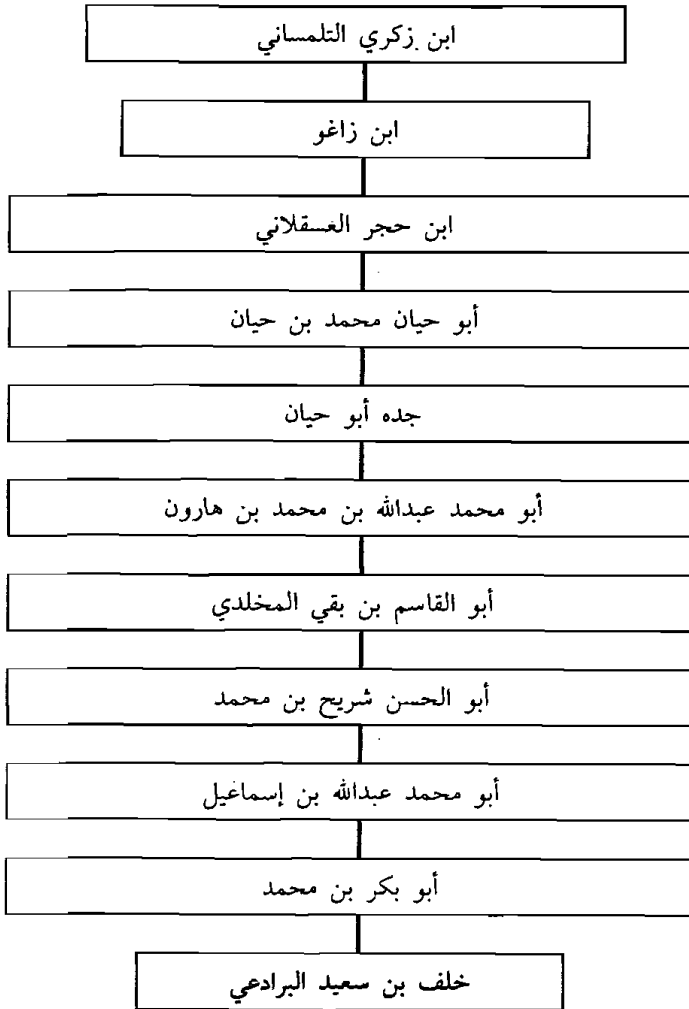 ابن زكري التلمساني
ابن زاغو
ابن حجر العسقلاني
أبو حيان محمد بن حيان
جده أبو حيان
أبو محمد عبدالله بن محمد بن هارون
أبو القاسم بن بقي المخلدي
أبو الحسن شريح بن محمد
أبو محمد عبدالله بن إسماعيل
أبو بكر بن محمد
خلف بن سعيد البرادعي